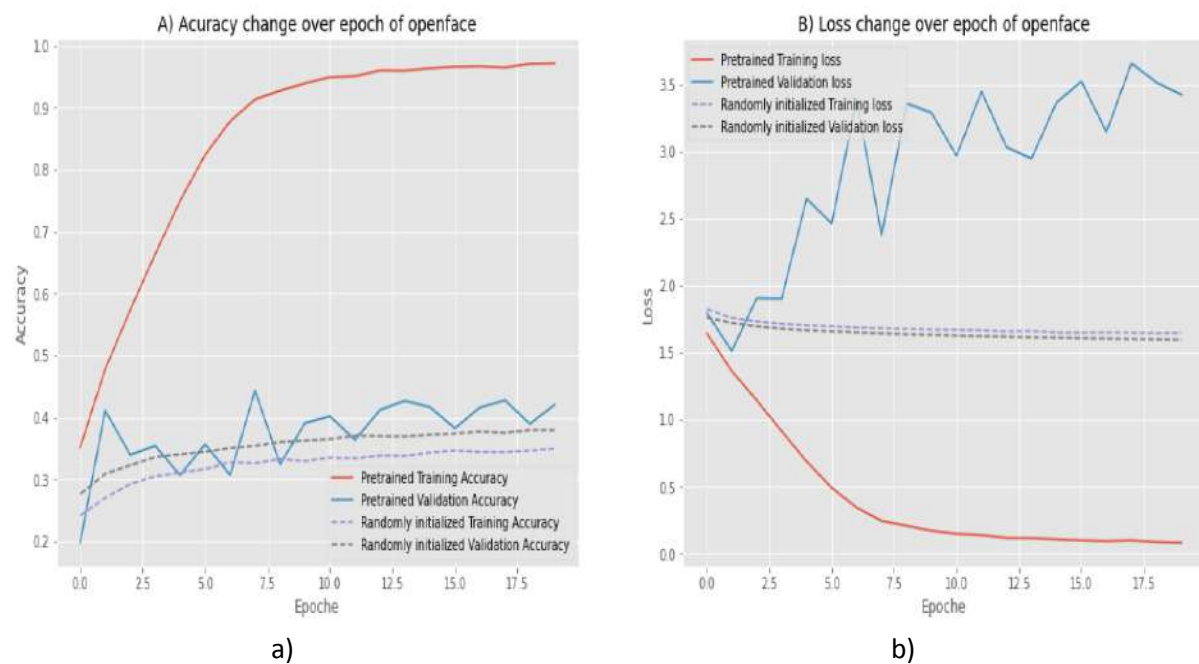 A) Acuracy change over epoch of openface
1.0
0.9
0.8
0.7
0.6
0.5
0.4
0.3
0.2
Accuracy
Pretrained Training Accuracy
Pretrained Validation Accuracy
Randomly initialized Training Accuracy
Randomly initialized Validation Accuracy
0.0 2.5 5.0 7.5 10.0 12.5 15.0 17.5
Epoche
a)
B) Loss change over epoch of openface
Pretrained Training loss
Pretrained Validation loss
Randomly initialized Training loss
Randomly initialized Validation loss
3.5
3.0
2.5
2.0
1.5
1.0
0.5
0.0
Loss
0.0 2.5 5.0 7.5 10.0 12.5 15.0 17.5
Epoche
b)